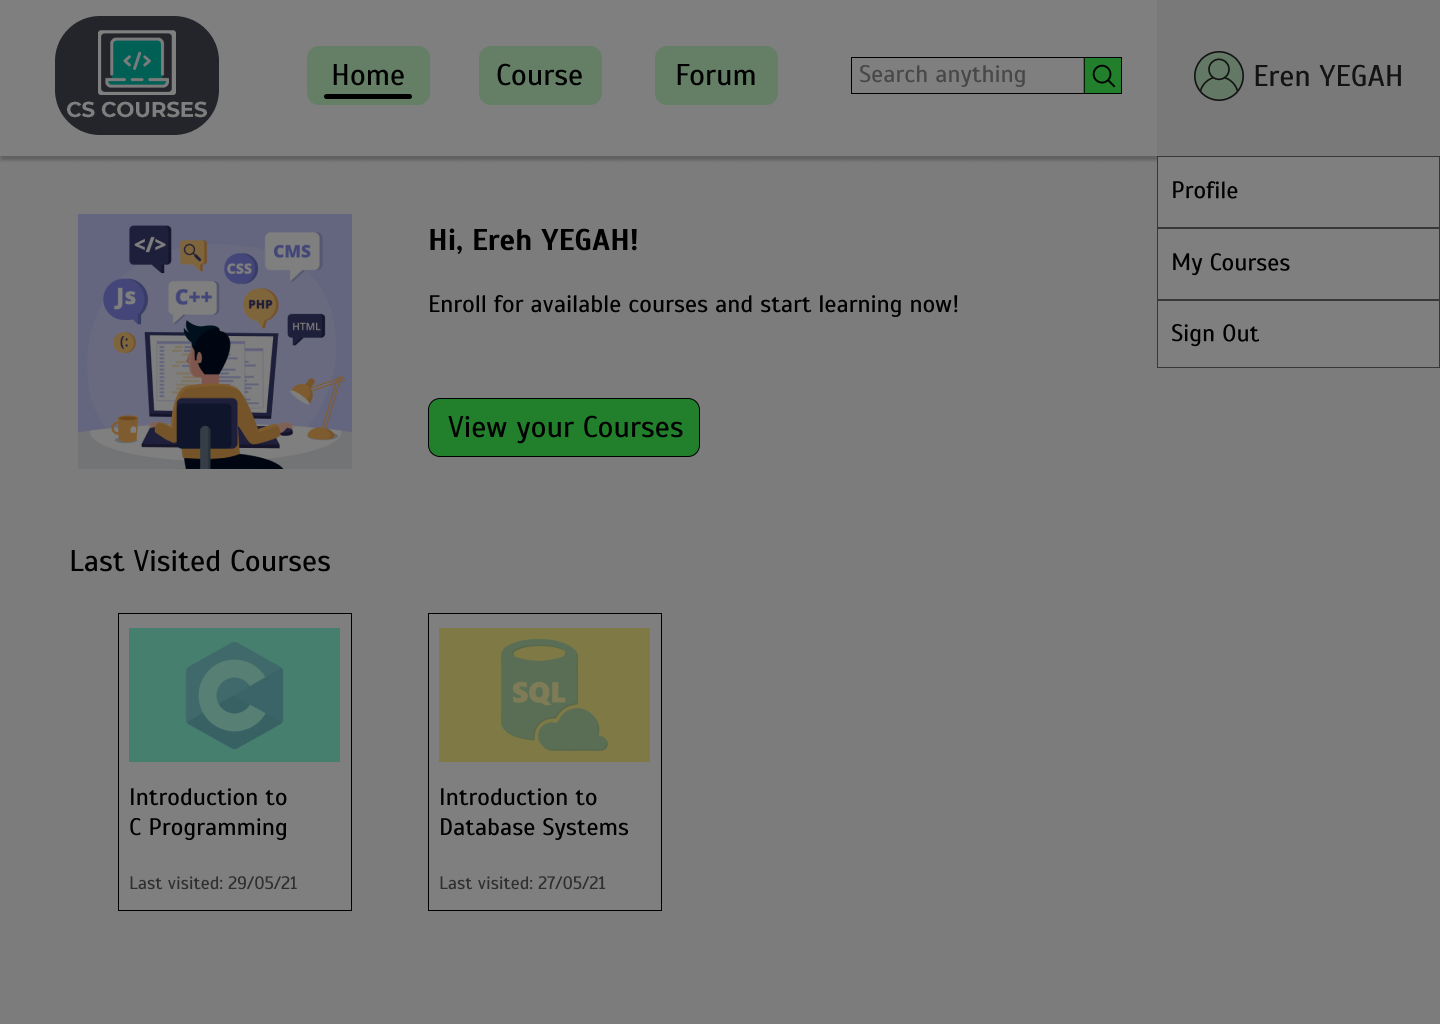 CS COURSES
Home
Course
Forum
Search anything
Eren YEGAH
Profile
My Courses
Sign Out
</>
CMS
CSS
Js
C++
PHP
HTML
(:
Hi, Ereh YEGAH!
Enroll for available courses and start learning now!
View your Courses
Last Visited Courses
C
Introduction to
C Programming
Last visited: 29/05/21
SQL
Introduction to
Database Systems
Last visited: 27/05/21